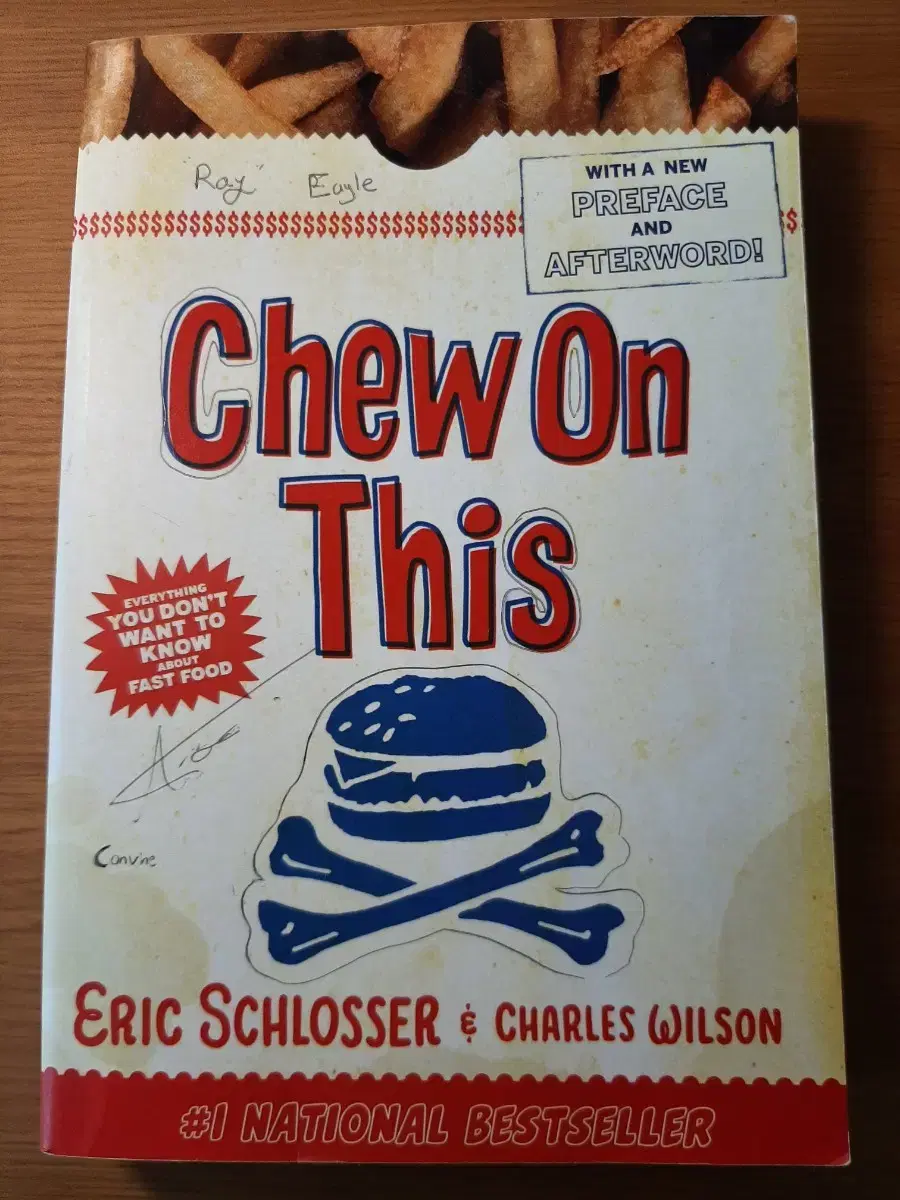 "Ray" Eagle
WITH A NEW
PREFACE
AND
AFTERWORD!
$$$$$$$$$$$$$$$$$$$$$$$$$$$$$$$$$$$$$$
Chew On
This
EVERYTHING
YOU DON'T
WANT TO
KNOW
ABOUT
FAST FOOD
ERIC SCHLOSSER & CHARLES WILSON
#1 NATIONAL BESTSELLER